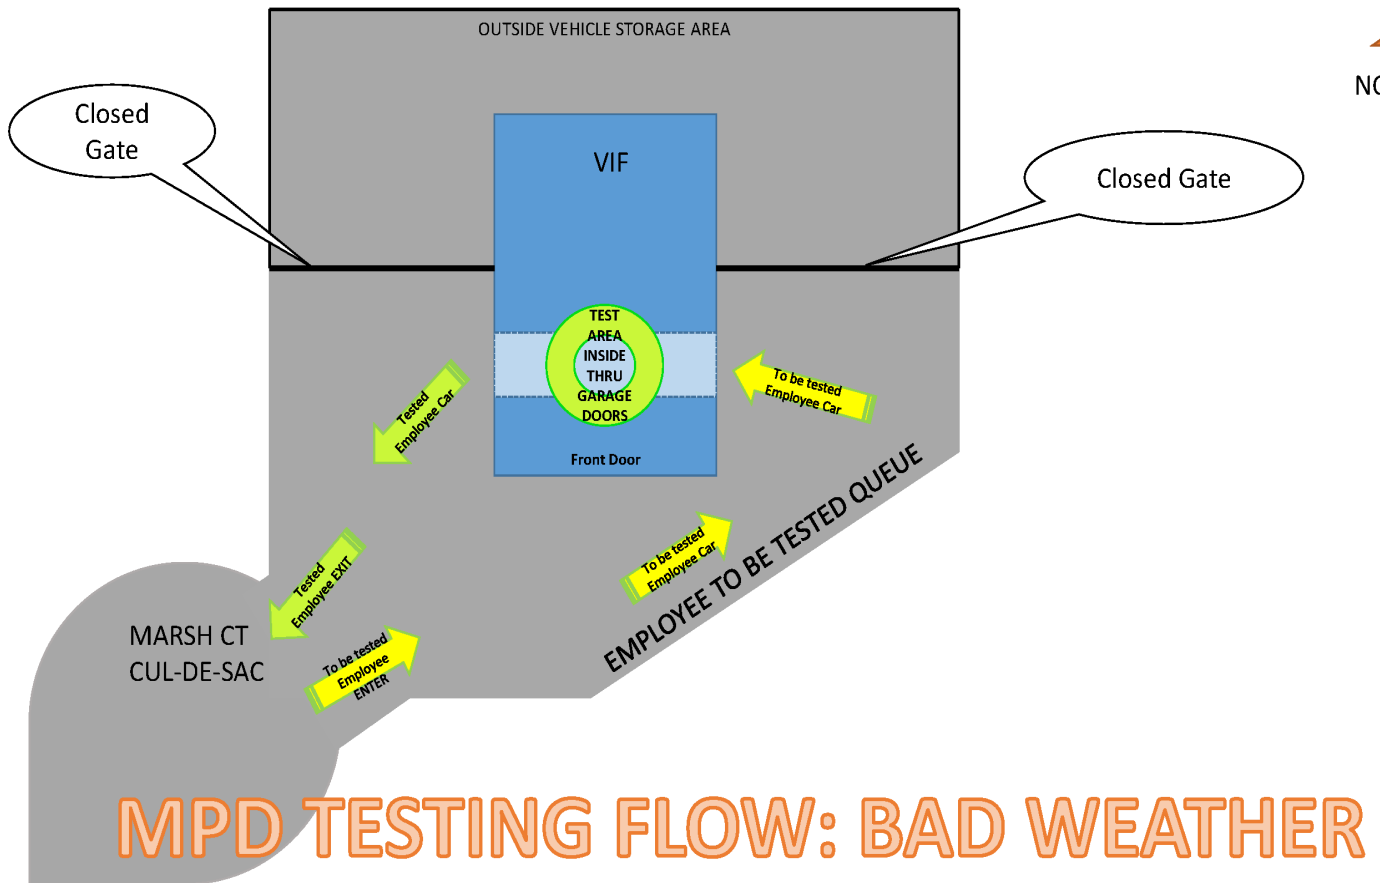 OUTSIDE VEHICLE STORAGE AREA
NO
Closed
Gate
VIF
Closed Gate
TEST
AREA
INSIDE
THRU
GARAGE
DOORS
Front Door
Tested
Employee Car
To be tested
Employee Car
To be tested
Employee Car
EMPLOYEE TO BE TESTED QUEUE
Tested
Employee EXIT
To be tested
Employee
ENTER
MARSH CT
CUL-DE-SAC
MPD TESTING FLOW: BAD WEATHER